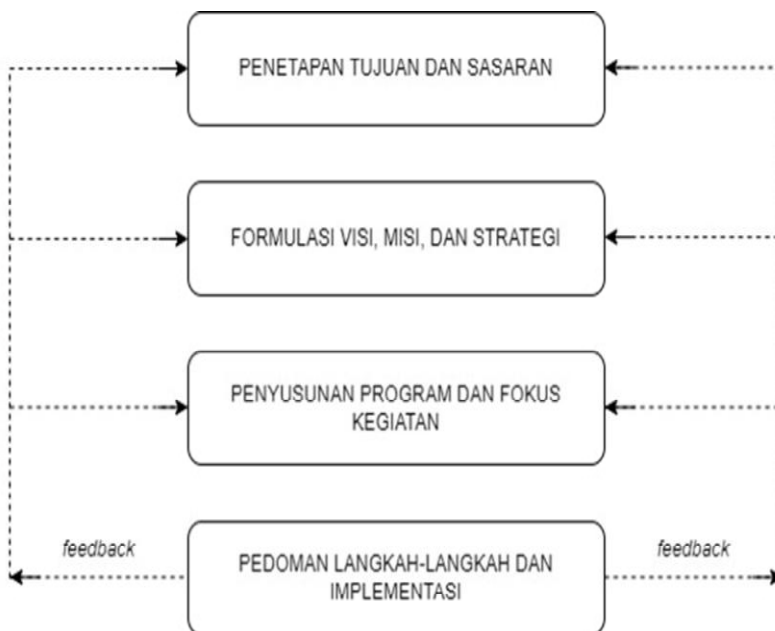 PENETAPAN TUJUAN DAN SASARAN
FORMULASI VISI, MISI, DAN STRATEGI
PENYUSUNAN PROGRAM DAN FOKUS
KEGIATAN
feedback
PEDOMAN LANGKAH-LANGKAH DAN
IMPLEMENTASI
feedback